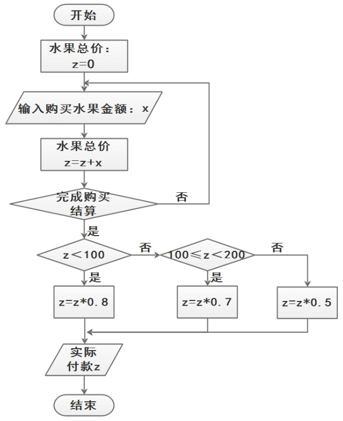 开始
水果总价：
z=0
输入购买水果金额：x
水果总价
z=z+x
完成购买
结算
否
是
z＜100
否
100≤z＜200
否
是
是
z=z*0.8
z=z*0.7
z=z*0.5
实际
付款z
结束